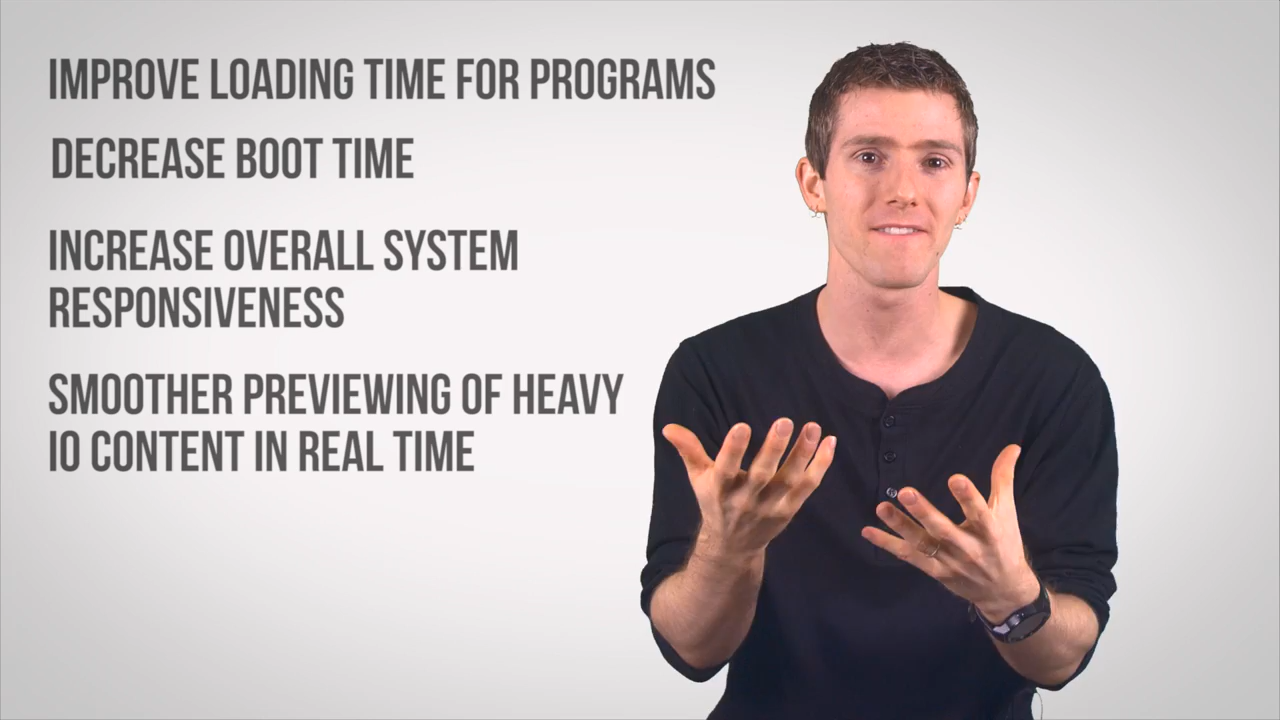 IMPROVE LOADING TIME FOR PROGRAMS
DECREASE BOOT TIME
INCREASE OVERALL SYSTEM
RESPONSIVENESS
SMOOTHER PREVIEWING OF HEAVY
IO CONTENT IN REAL TIME